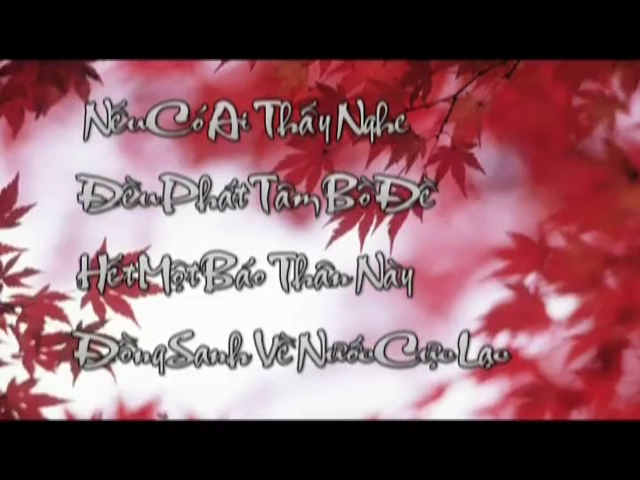 Nếu Có Ai Thấy Nghe
Đều Phát Tâm Bồ Đề
Hết Một Báo Thân Này
Đồng Sanh Về Nước Cực Lạc